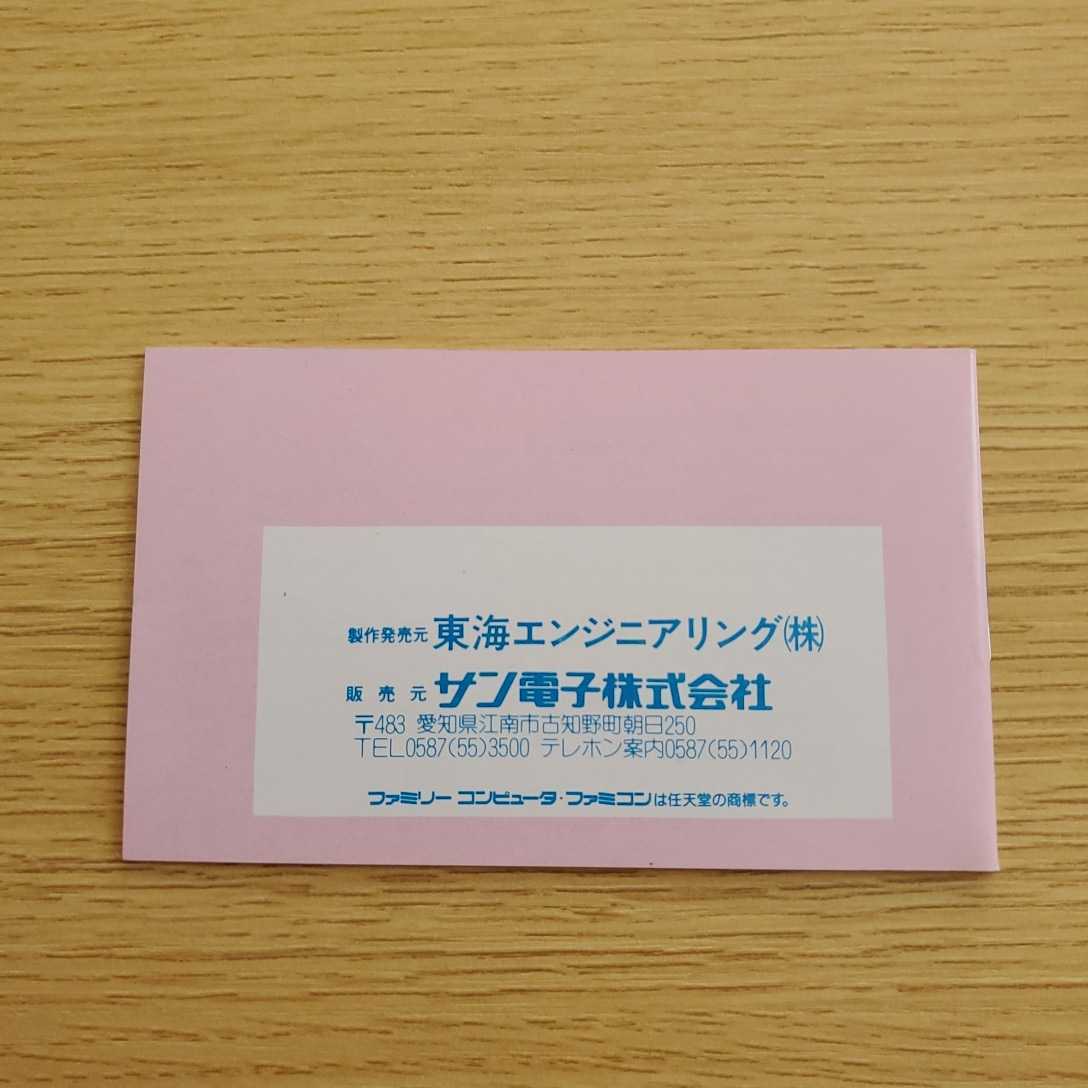 製作発売元 東海エンジニアリング㈱
販売元 サン電子株式会社
〒483 愛知県江南市古知野町朝日250
TEL0587(55)3500 テレホン案内0587(55)1120
ファミリー コンピュータ・ファミコンは任天堂の商標です。